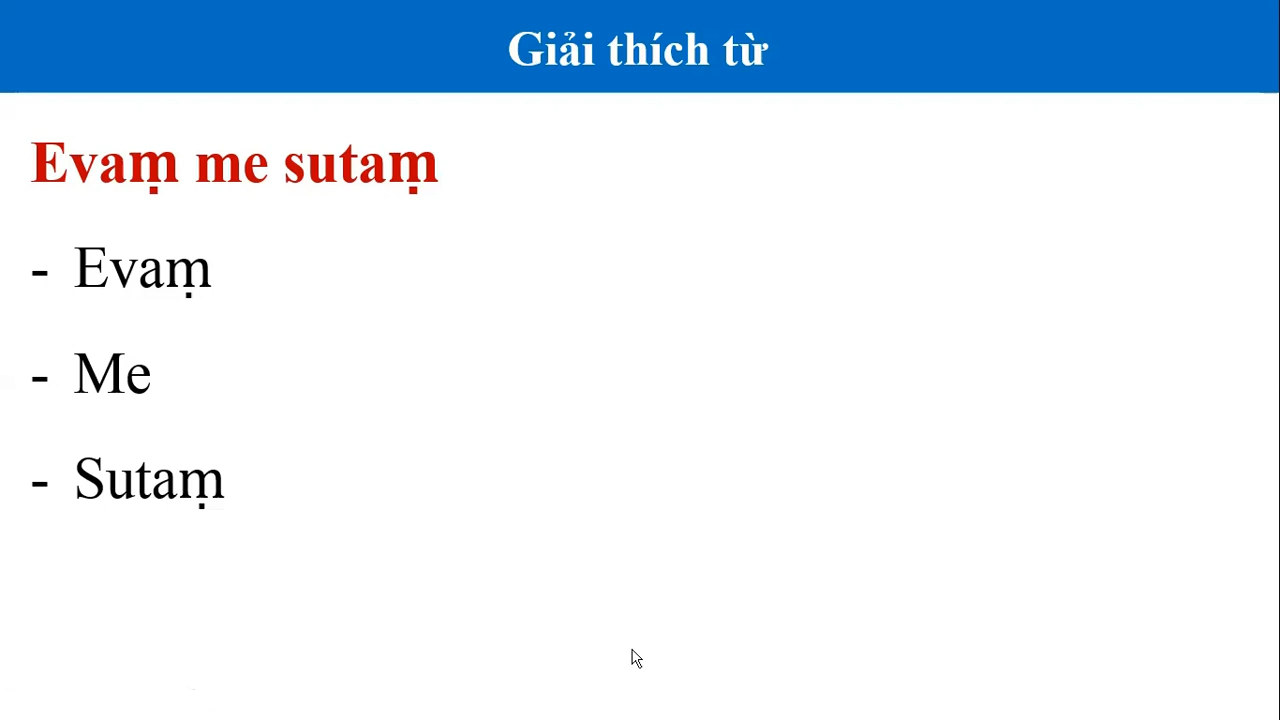 Giải thích từ
Evaṃ me sutaṃ
- Evaṃ
- Me
- Sutaṃ